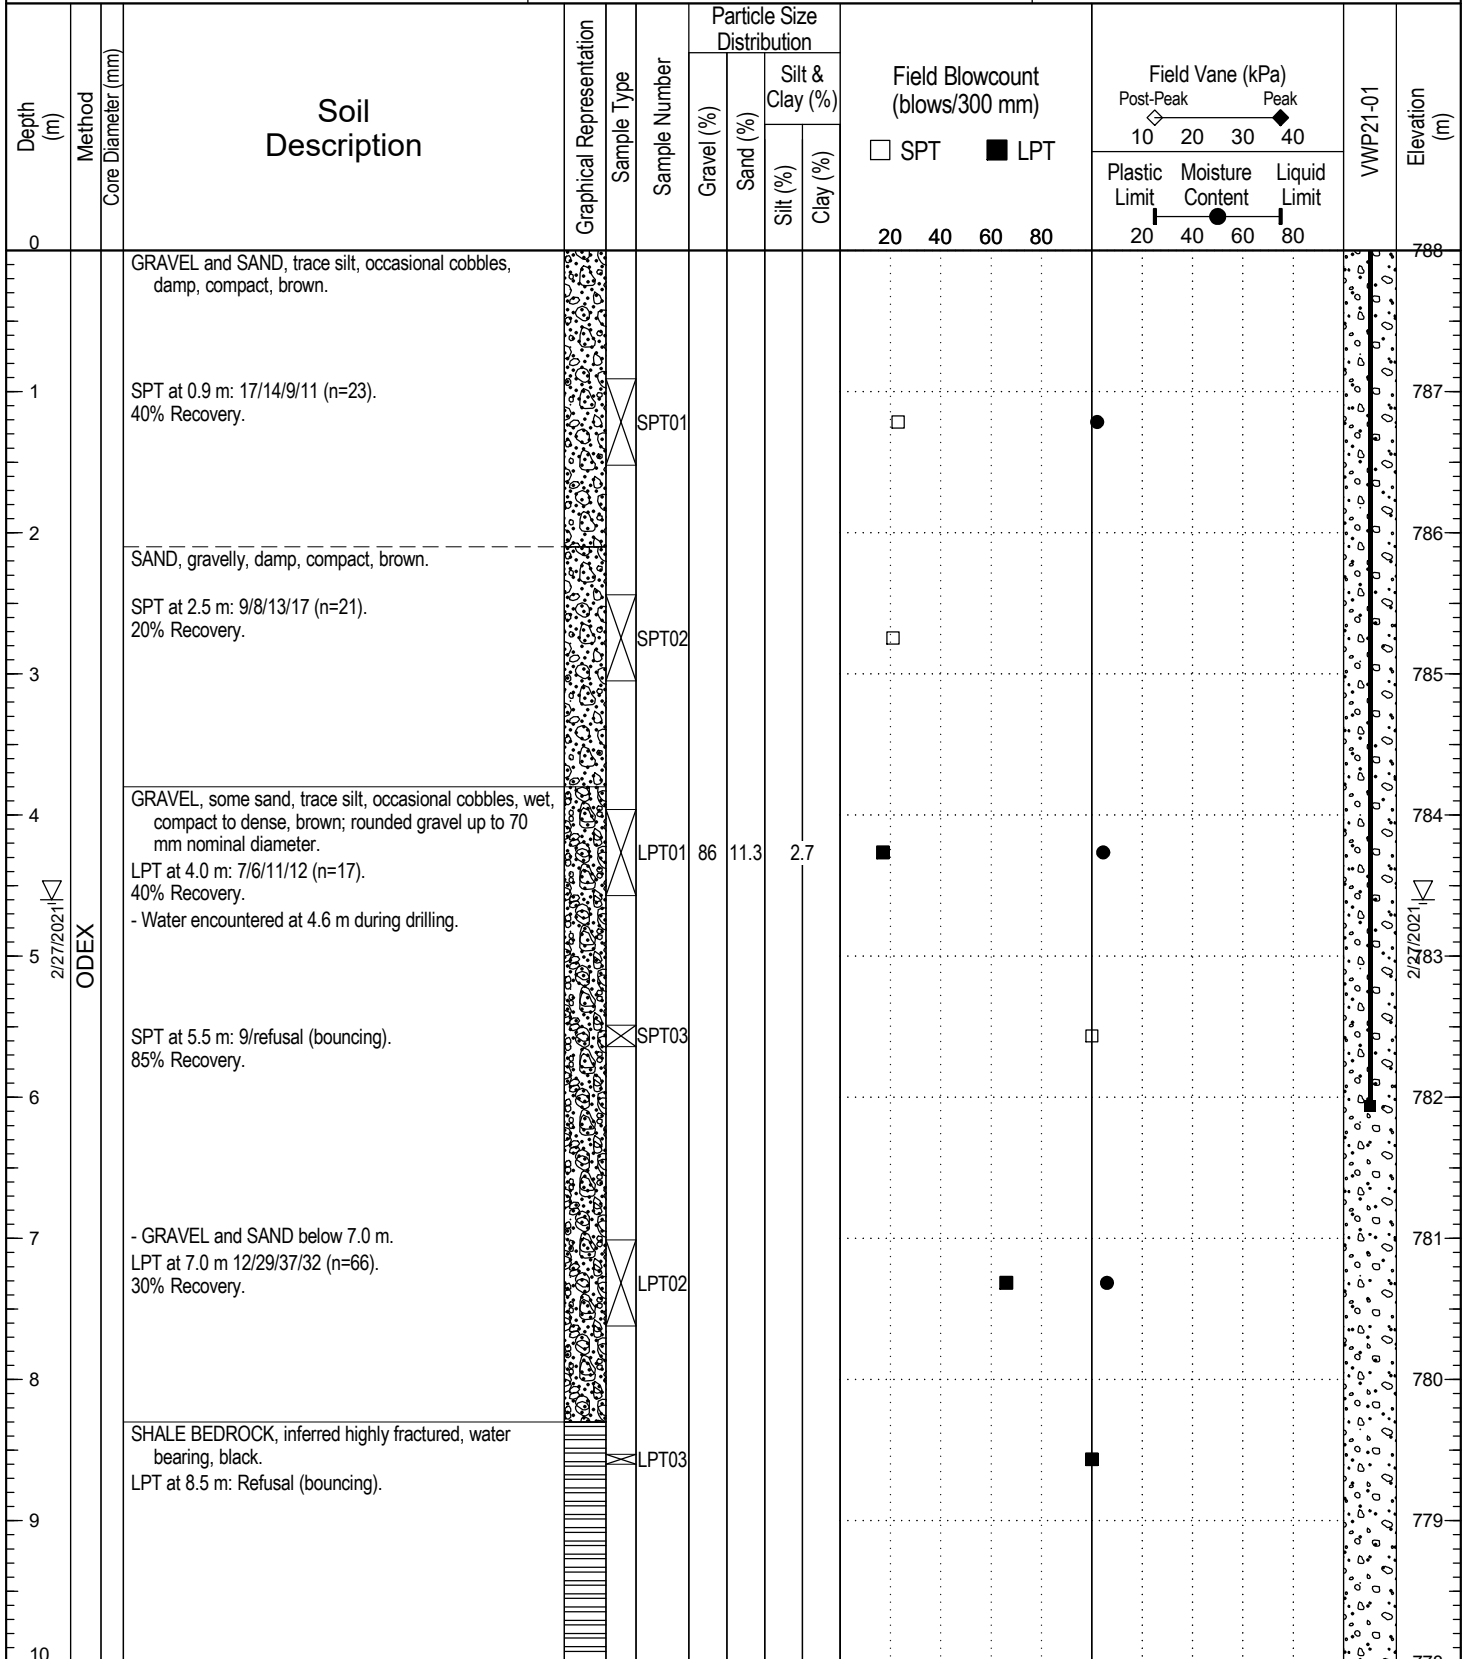 Depth
(m)
Method
Core Diameter (mm)
Soil
Description
Graphical Representation
Sample Type
Sample Number
Particle Size
Distribution
Gravel (%)
Sand (%)
Silt &
Clay (%)
Silt (%)
Clay (%)
Field Blowcount
(blows/300 mm)
SPT LPT
20 40 60 80
Field Vane (kPa)
Post-Peak Peak
10 20 30 40
Plastic Moisture Liquid
Limit Content Limit
20 40 60 80
VWP21-01
Elevation
(m)
0 788
GRAVEL and SAND, trace silt, occasional cobbles,
damp, compact, brown.
1 787
SPT at 0.9 m: 17/14/9/11 (n=23).
40% Recovery.
SPT01
2 786
SAND, gravelly, damp, compact, brown.
SPT at 2.5 m: 9/8/13/17 (n=21).
20% Recovery.
SPT02
3 785
GRAVEL, some sand, trace silt, occasional cobbles, wet,
compact to dense, brown; rounded gravel up to 70
mm nominal diameter.
4 784
LPT01 86 11.3 2.7
LPT at 4.0 m: 7/6/11/12 (n=17).
40% Recovery.
- Water encountered at 4.6 m during drilling.
2/27/2021
ODEX
2/27/2021
5 783
SPT at 5.5 m: 9/refusal (bouncing).
85% Recovery.
SPT03
6 782
7 781
- GRAVEL and SAND below 7.0 m.
LPT at 7.0 m 12/29/37/32 (n=66).
30% Recovery.
LPT02
8 780
SHALE BEDROCK, inferred highly fractured, water
bearing, black.
LPT03
LPT at 8.5 m: Refusal (bouncing).
9 779
10 778